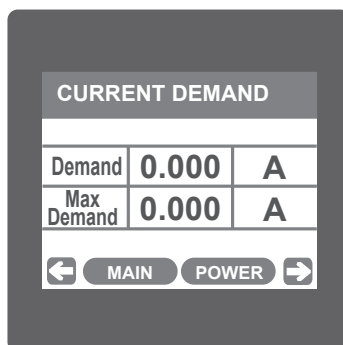 CURRENT DEMAND
Demand 0.000 A
Max Demand 0.000 A
MAIN POWER